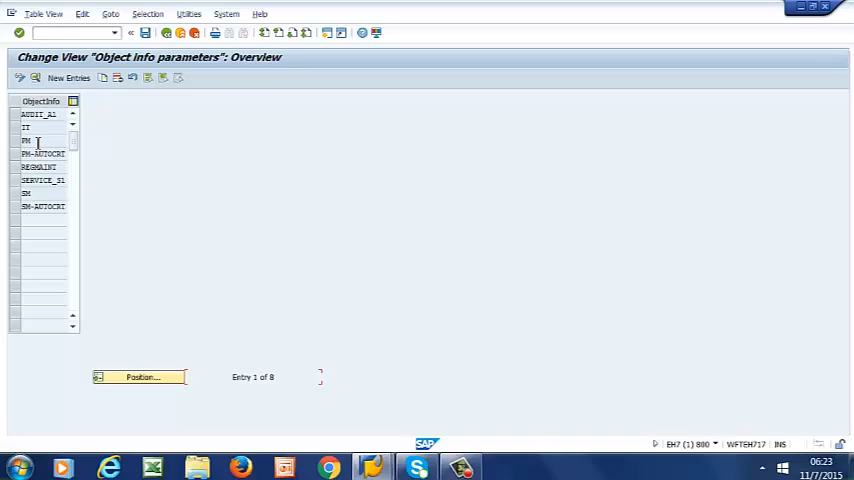 Table View Edit Goto Selection Utilities System Help
Change View "Object info parameters": Overview
New Entries
ObjectInfo
AUDIT_A1
IT
PM
PM-AUTOCRT
REGMAINT
SERVICE_S1
SM
SM-AUTOCRT
Position...
Entry 1 of 8
SAP
EH7 (1) 800
WFTEH717
INS
06:23
11/7/2015